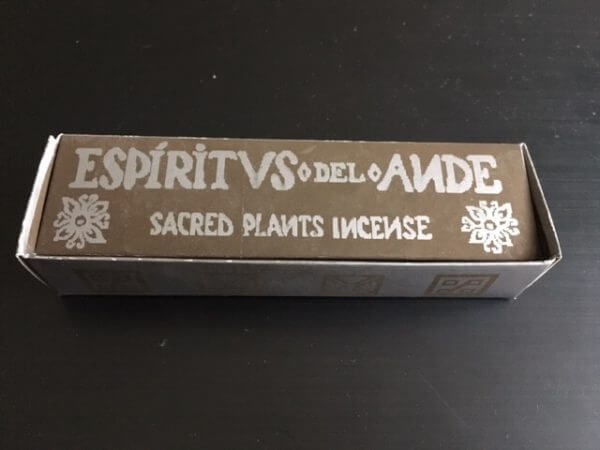 ESPÍRITVS◊DEL◊ANDE
SACRED PLANTS INCENSE